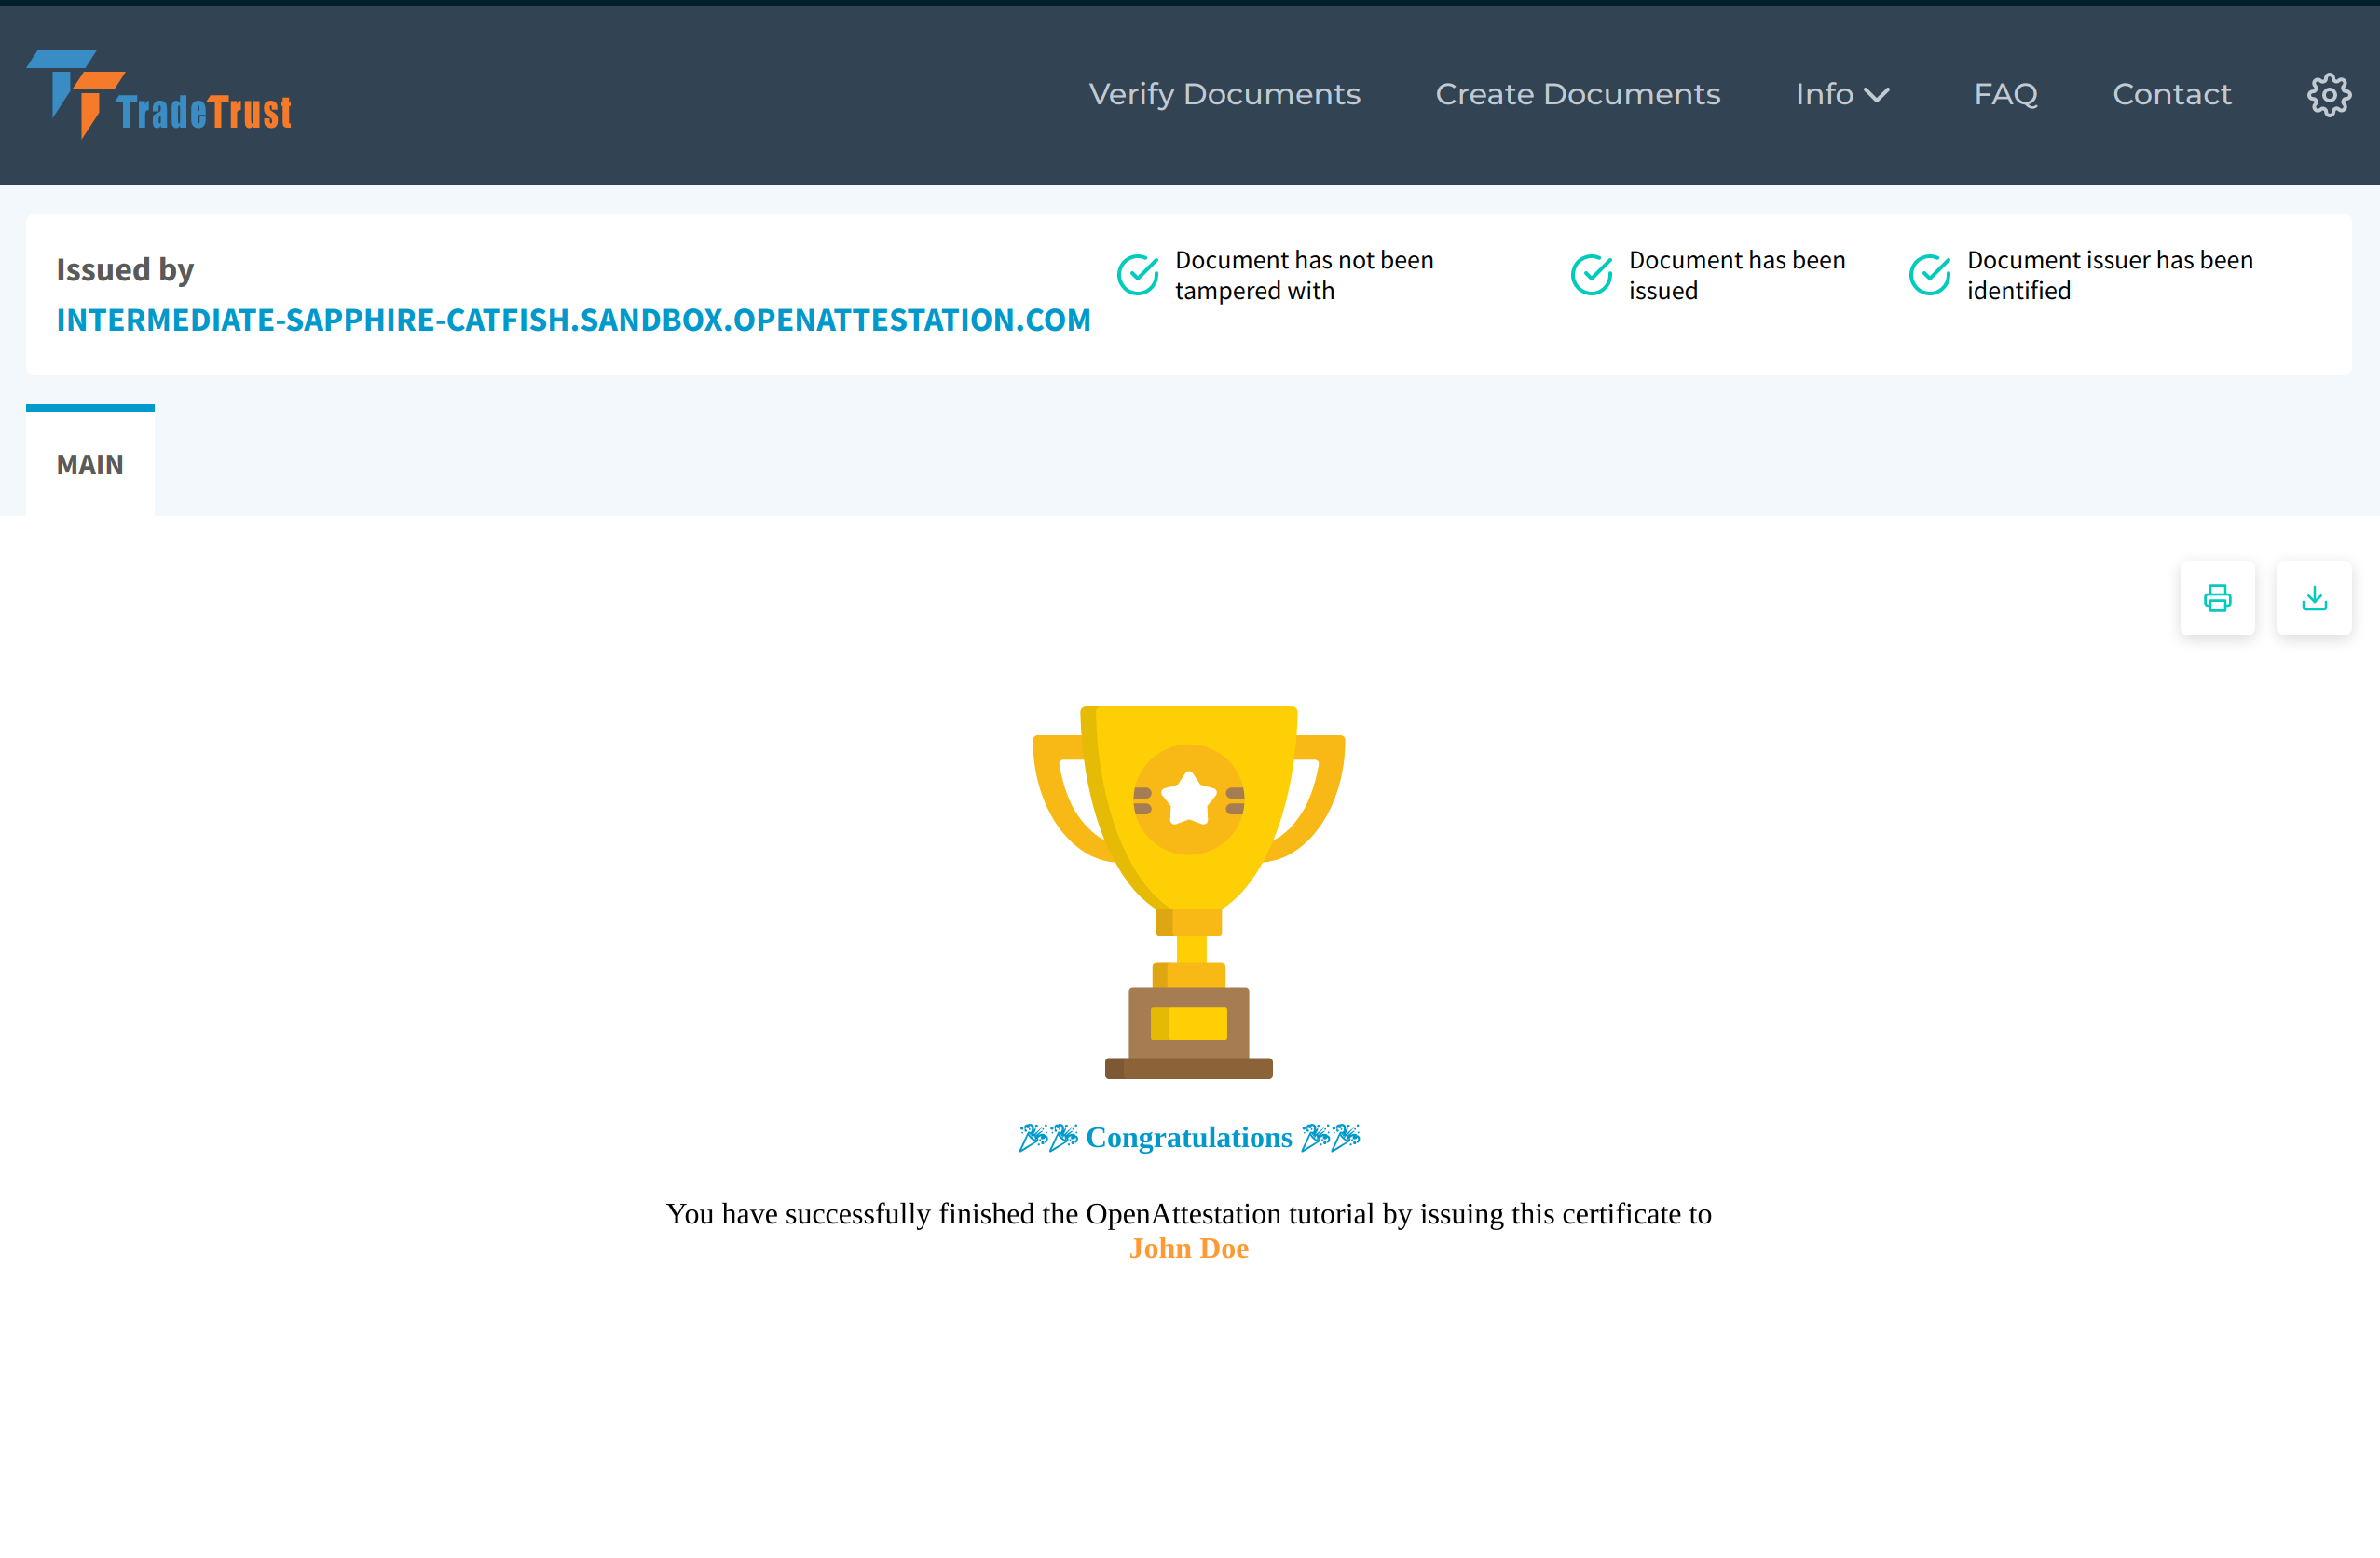 TradeTrust
Verify Documents
Create Documents
Info
FAQ
Contact
Issued by
INTERMEDIATE-SAPPHIRE-CATFISH.SANDBOX.OPENATTESTATION.COM
Document has not been
tampered with
Document has been
issued
Document issuer has been
identified
MAIN
🎉🎉 Congratulations 🎉🎉
You have successfully finished the OpenAttestation tutorial by issuing this certificate to
John Doe